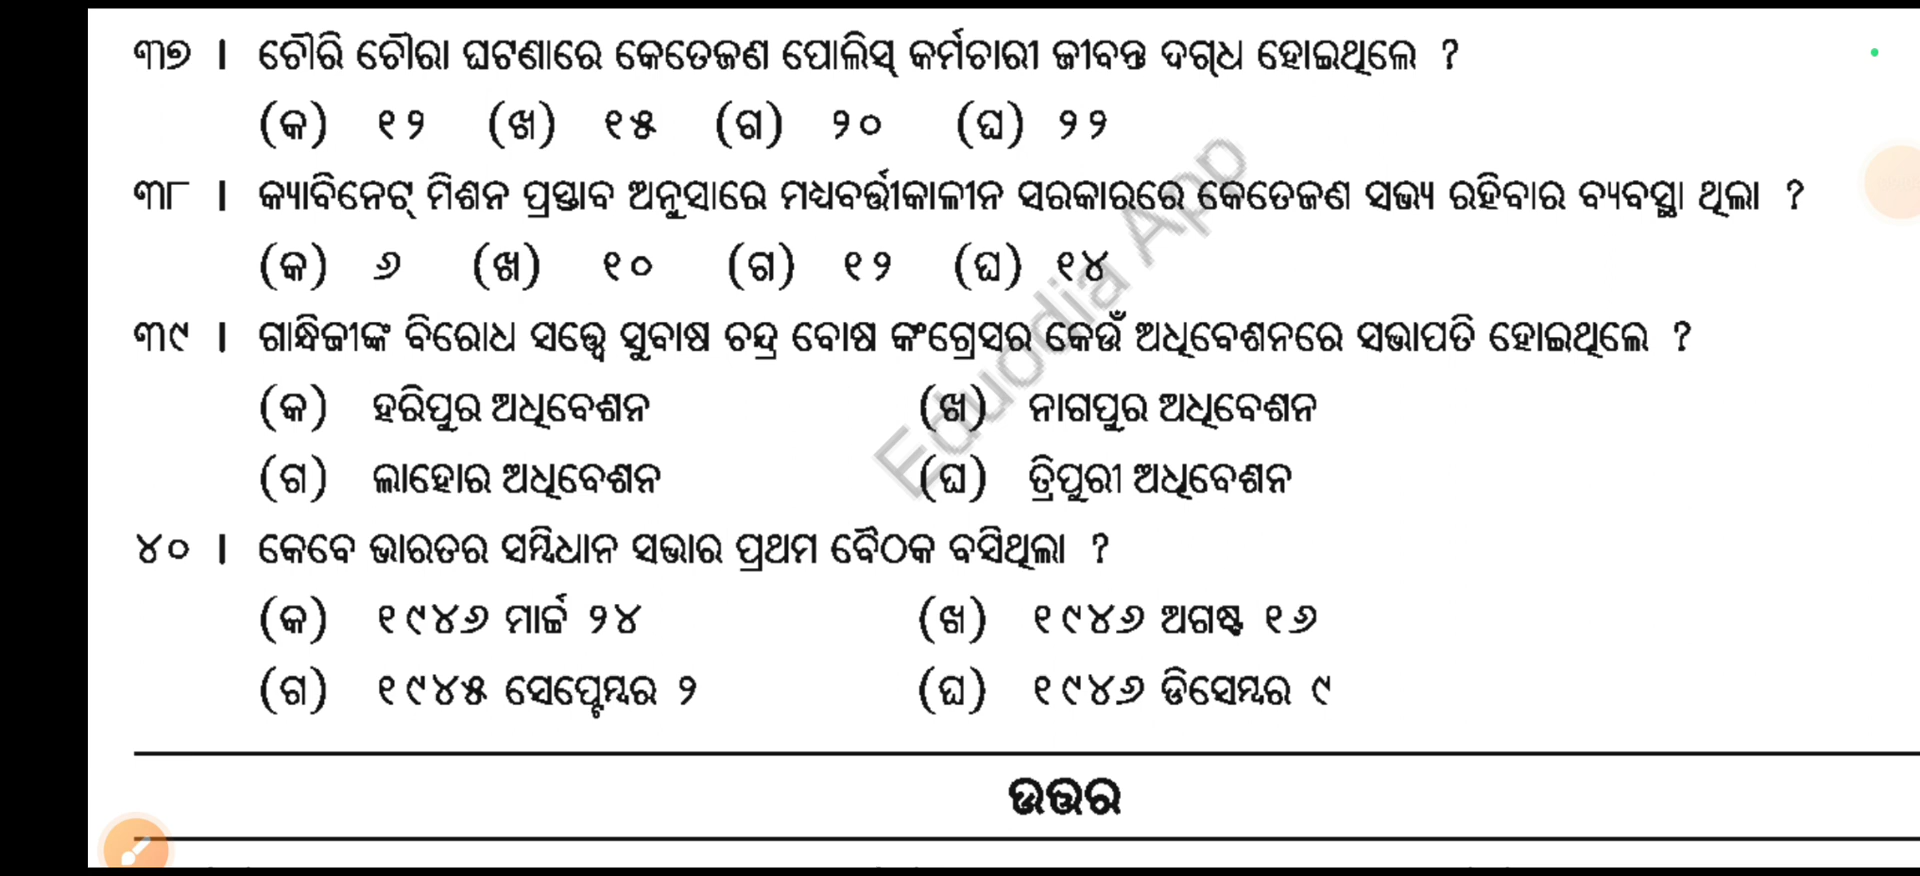 ୩୭ । ଚୌରି ଚୌରା ଘଟଣାରେ କେତେଜଣ ପୋଲିସ୍ କର୍ମଚାରୀ ଜୀବନ୍ତ ଦଗ୍ଧ ହୋଇଥିଲେ ?
(କ) ୧୨ (ଖ) ୧୫ (ଗ) ୨୦ (ଘ) ୨୨
୩୮ । କ୍ୟାବିନେଟ୍ ମିଶନ ପ୍ରସ୍ତାବ ଅନୁସାରେ ମଧ୍ୟବର୍ତ୍ତୀକାଳୀନ ସରକାରରେ କେତେଜଣ ସଭ୍ୟ ରହିବାର ବ୍ୟବସ୍ଥା ଥିଲା ?
(କ) ୬ (ଖ) ୧୦ (ଗ) ୧୨ (ଘ) ୧୪
୩୯ । ଗାନ୍ଧିଜୀଙ୍କ ବିରୋଧ ସତ୍ତ୍ୱେ ସୁବାଷ ଚନ୍ଦ୍ର ବୋଷ କଂଗ୍ରେସର କେଉଁ ଅଧିବେଶନରେ ସଭାପତି ହୋଇଥିଲେ ?
(କ) ହରିପୁର ଅଧିବେଶନ (ଖ) ନାଗପୁର ଅଧିବେଶନ
(ଗ) ଲାହୋର ଅଧିବେଶନ (ଘ) ତ୍ରିପୁରୀ ଅଧିବେଶନ
୪୦ । କେବେ ଭାରତର ସମ୍ବିଧାନ ସଭାର ପ୍ରଥମ ବୈଠକ ବସିଥିଲା ?
(କ) ୧୯୪୬ ମାର୍ଚ୍ଚ ୨୪ (ଖ) ୧୯୪୬ ଅଗଷ୍ଟ ୧୬
(ଗ) ୧୯୪୫ ସେପ୍ଟେମ୍ବର ୨ (ଘ) ୧୯୪୬ ଡିସେମ୍ବର ୯
ଉତ୍ତର
Eduodia App